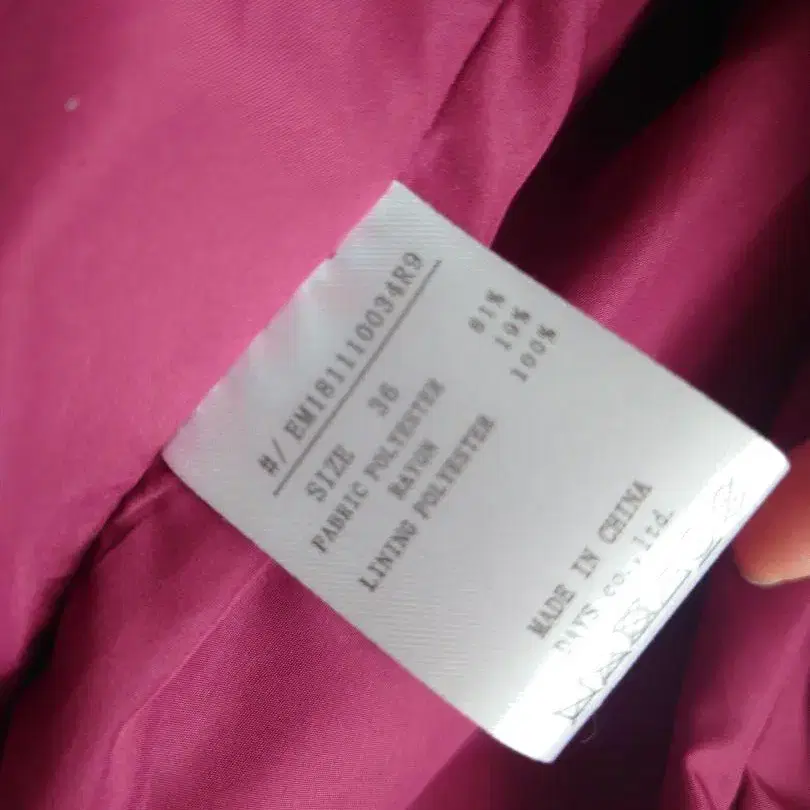 #/EM181110034R9
SIZE 36
FABRIC POLYESTER 81%
RAYON 19%
LINING POLYESTER 100%
MADE IN CHINA
DAYS co.,ltd.